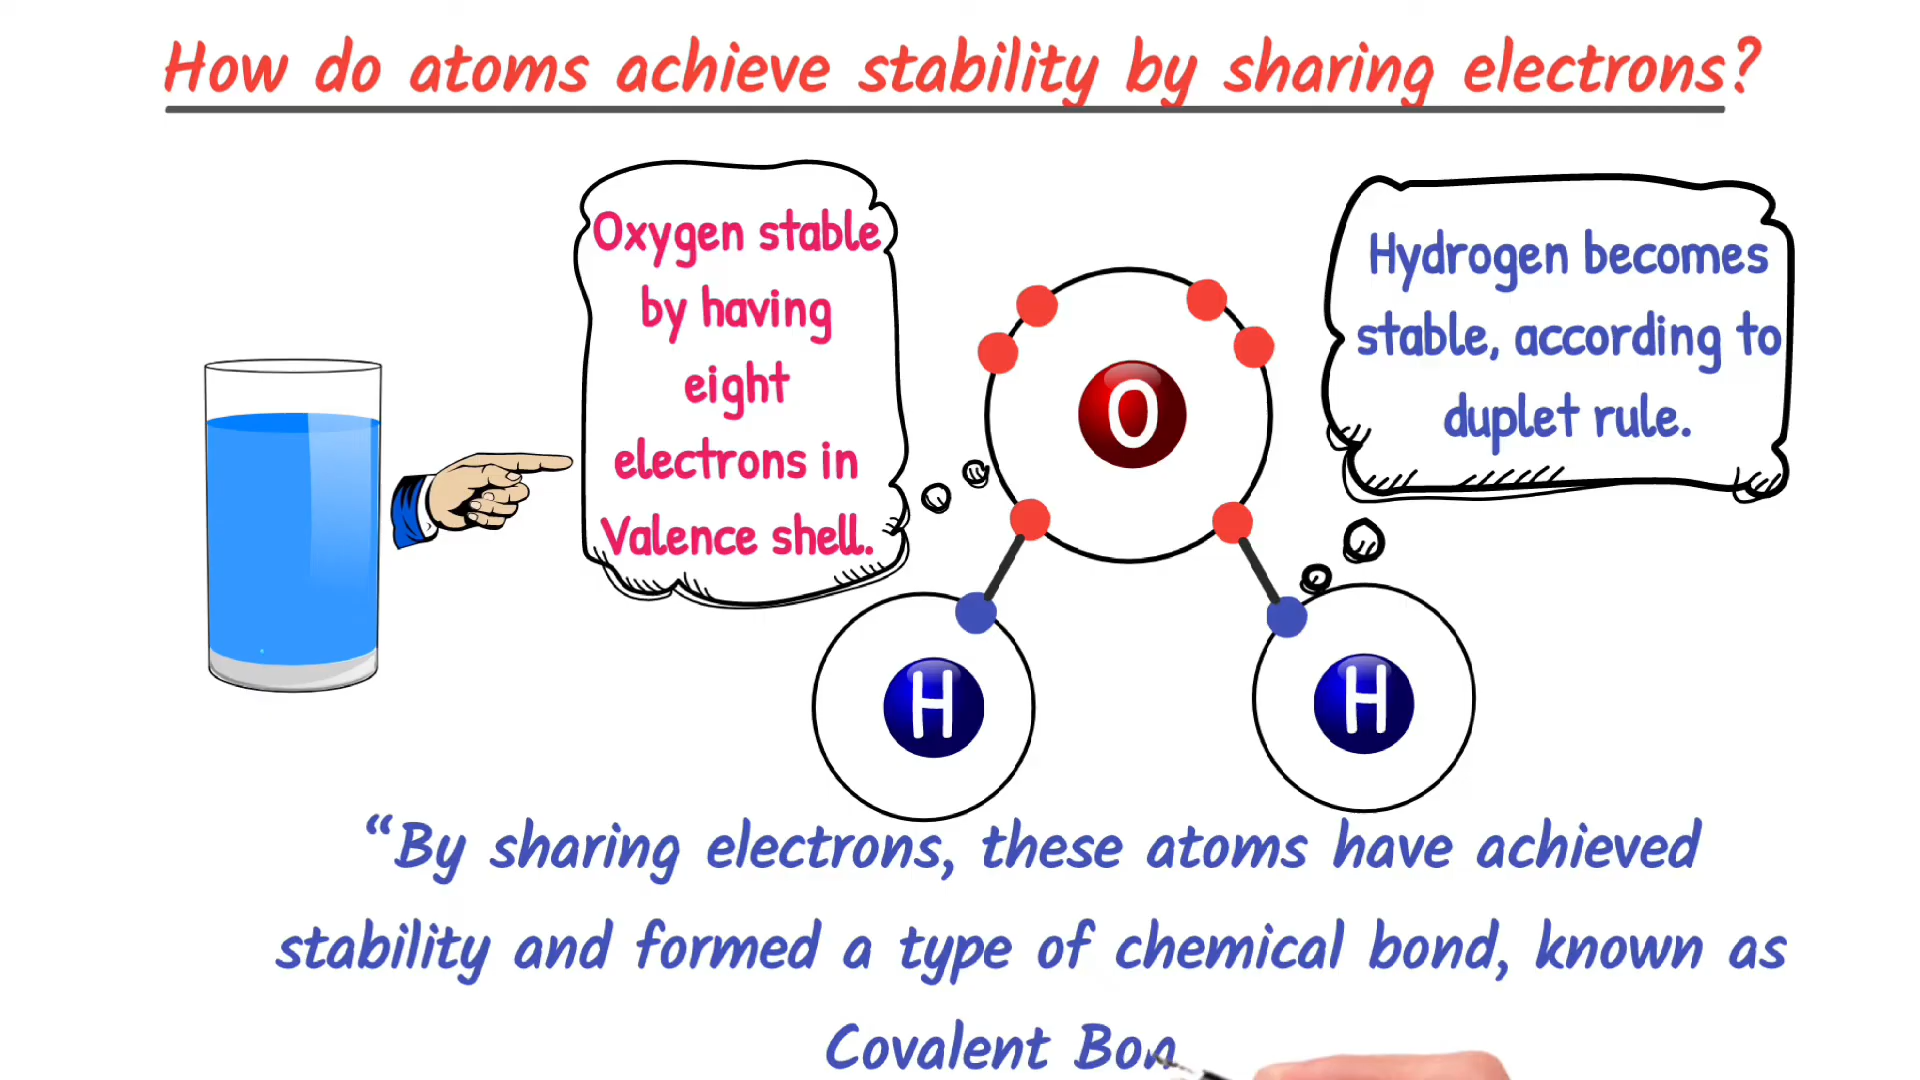 How do atoms achieve stability by sharing electrons?
Oxygen stable
by having
eight
electrons in
Valence shell.
Hydrogen becomes
stable, according to
duplet rule.
O
H
H
“By sharing electrons, these atoms have achieved
stability and formed a type of chemical bond, known as
Covalent Bon